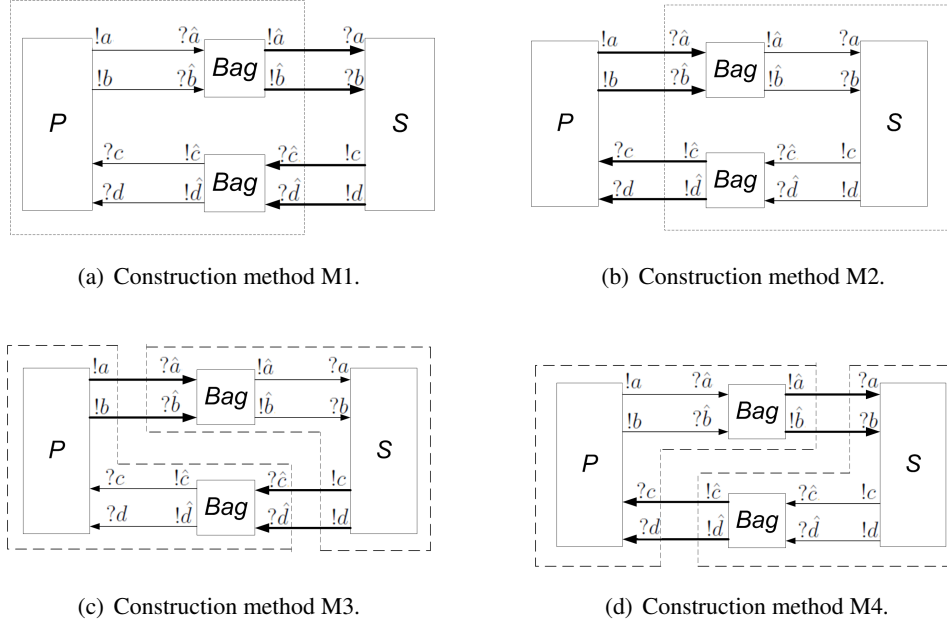 !a ?â !â ?a
Bag
!b ?b̂ !b̂ ?b
P S
?c !ĉ ?ĉ !c
Bag
?d !d̂ ?d̂ !d
(a) Construction method M1.
!a ?â !â ?a
Bag
!b ?b̂ !b̂ ?b
P S
?c !ĉ ?ĉ !c
Bag
?d !d̂ ?d̂ !d
(b) Construction method M2.
!a ?â !â ?a
Bag
!b ?b̂ !b̂ ?b
P S
?c !ĉ ?ĉ !c
Bag
?d !d̂ ?d̂ !d
(c) Construction method M3.
!a ?â !â ?a
Bag
!b ?b̂ !b̂ ?b
P S
?c !ĉ ?ĉ !c
Bag
?d !d̂ ?d̂ !d
(d) Construction method M4.